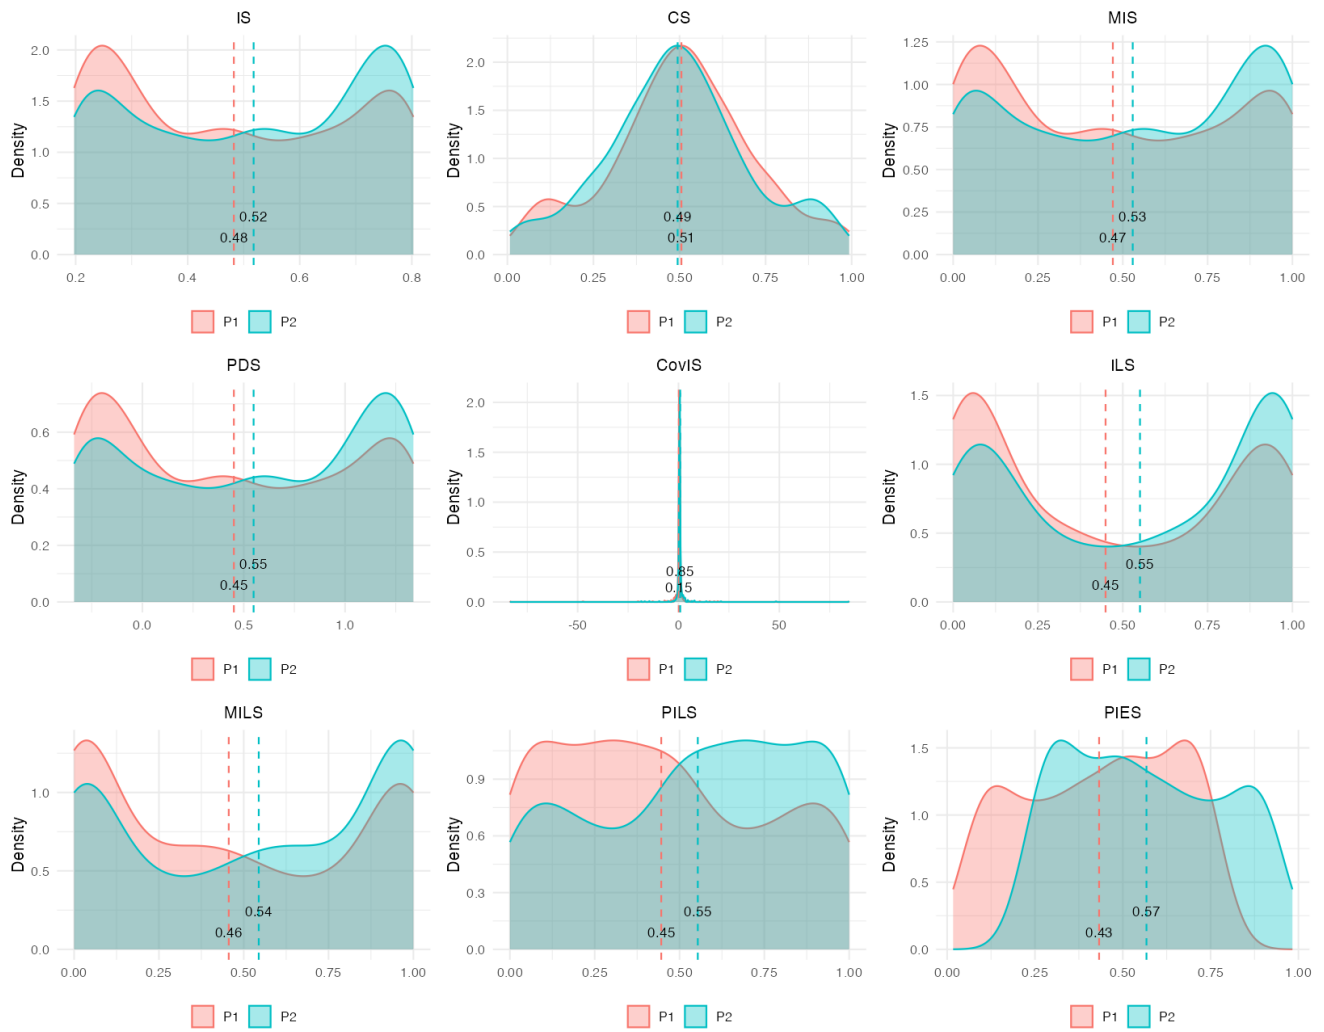 IS
Density
2.0
1.5
1.0
0.5
0.0
0.52
0.48
0.2
0.4
0.6
0.8
P1
P2
CS
Density
2.0
1.5
1.0
0.5
0.0
0.49
0.51
0.00
0.25
0.50
0.75
1.00
P1
P2
MIS
Density
1.25
1.00
0.75
0.50
0.25
0.00
0.53
0.47
0.00
0.25
0.50
0.75
1.00
P1
P2
PDS
Density
0.6
0.4
0.2
0.0
0.55
0.45
0.0
0.5
1.0
P1
P2
CovIS
Density
2.0
1.5
1.0
0.5
0.0
0.85
0.15
-50
0
50
P1
P2
ILS
Density
1.5
1.0
0.5
0.0
0.55
0.45
0.00
0.25
0.50
0.75
1.00
P1
P2
MILS
Density
1.0
0.5
0.0
0.54
0.46
0.00
0.25
0.50
0.75
1.00
P1
P2
PILS
Density
0.9
0.6
0.3
0.0
0.55
0.45
0.00
0.25
0.50
0.75
1.00
P1
P2
PIES
Density
1.5
1.0
0.5
0.0
0.57
0.43
0.00
0.25
0.50
0.75
1.00
P1
P2